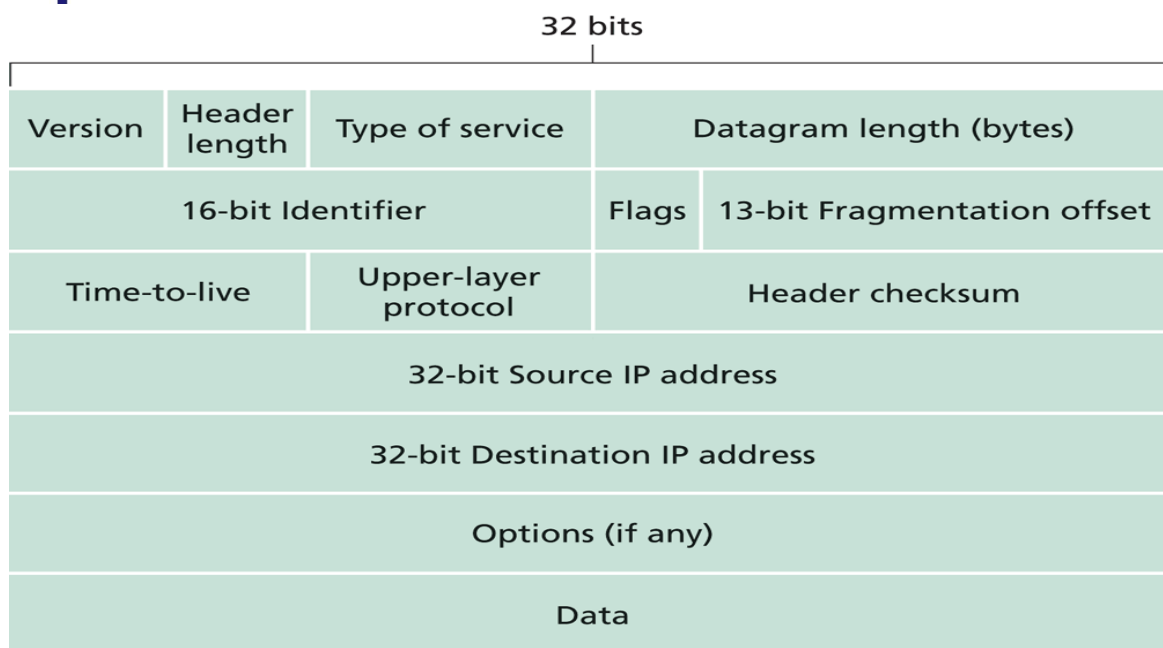 32 bits
Version
Header
length
Type of service
Datagram length (bytes)
16-bit Identifier
Flags
13-bit Fragmentation offset
Time-to-live
Upper-layer
protocol
Header checksum
32-bit Source IP address
32-bit Destination IP address
Options (if any)
Data